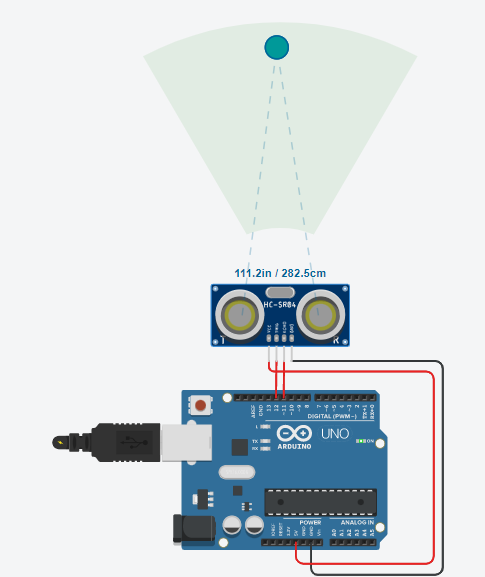 111.2in / 282.5cm
HC-SR04
T
R
VCC
TRIG
ECHO
GND
AREF
GND
13
12
~11
~10
~9
8
7
~6
~5
4
~3
2
TX→1
RX←0
DIGITAL (PWM~)
L
TX
RX
UNO
ARDUINO
ON
POWER
ANALOG IN
IOREF
RESET
3.3V
5V
GND
GND
Vin
A0
A1
A2
A3
A4
A5